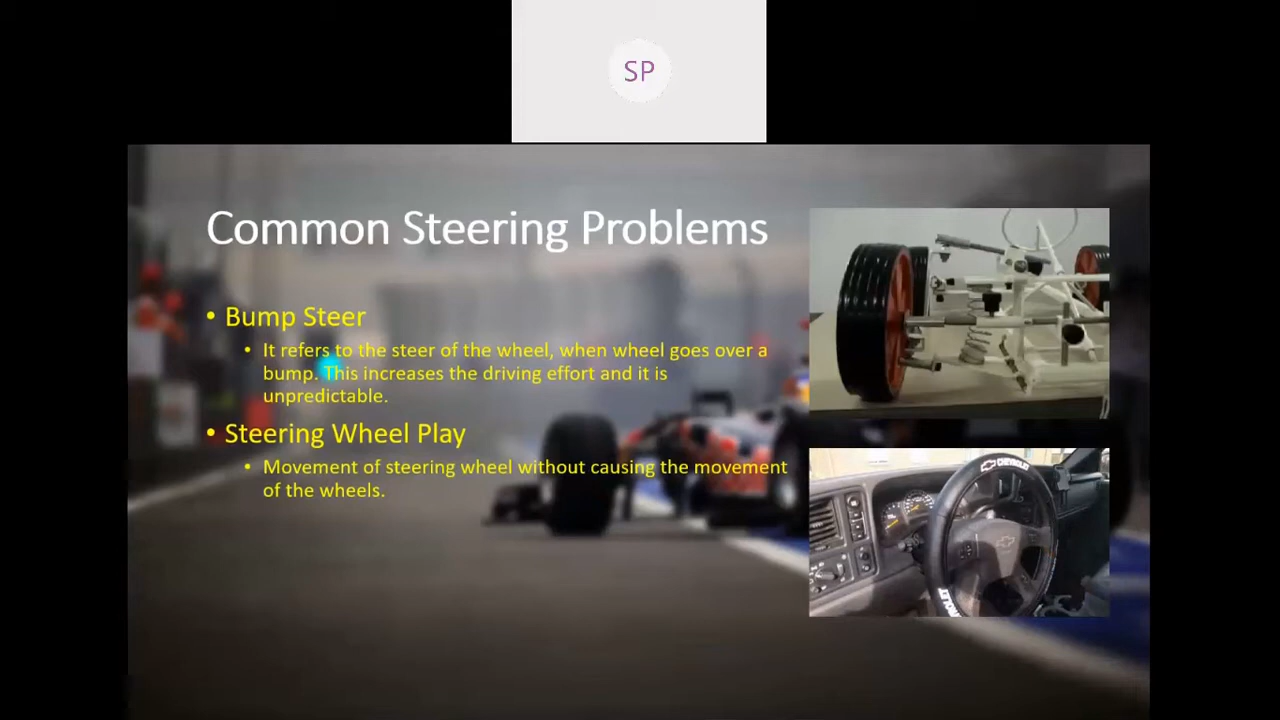 SP
Common Steering Problems
• Bump Steer
• It refers to the steer of the wheel, when wheel goes over a
bump. This increases the driving effort and it is
unpredictable.
• Steering Wheel Play
• Movement of steering wheel without causing the movement
of the wheels.
CHEVROLET